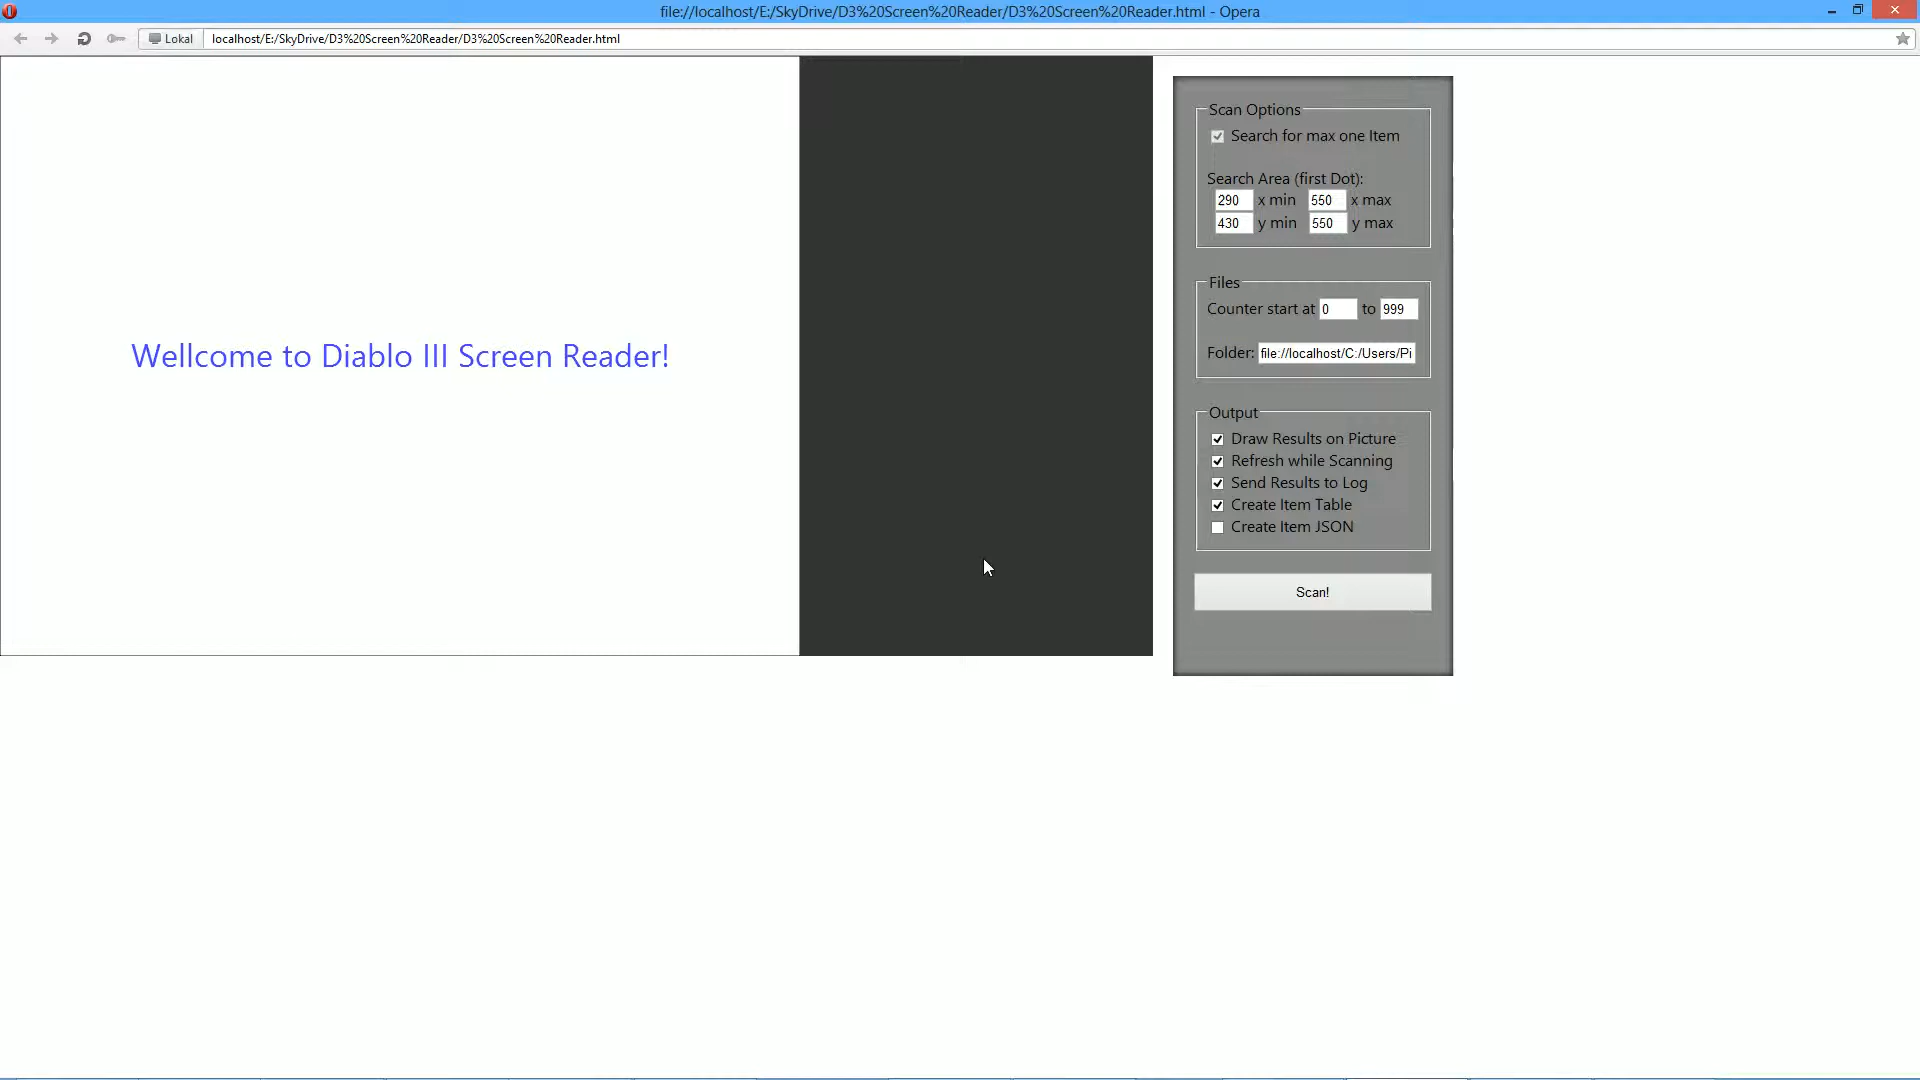 file://localhost/E:/SkyDrive/D3%20Screen%20Reader/D3%20Screen%20Reader.html - Opera
Lokal
localhost/E:/SkyDrive/D3%20Screen%20Reader/D3%20Screen%20Reader.html
Wellcome to Diablo III Screen Reader!
Scan Options
Search for max one Item
Search Area (first Dot):
290 x min 550 x max
430 y min 550 y max
Files
Counter start at 0 to 999
Folder: file://localhost/C:/Users/Pi
Output
Draw Results on Picture
Refresh while Scanning
Send Results to Log
Create Item Table
Create Item JSON
Scan!